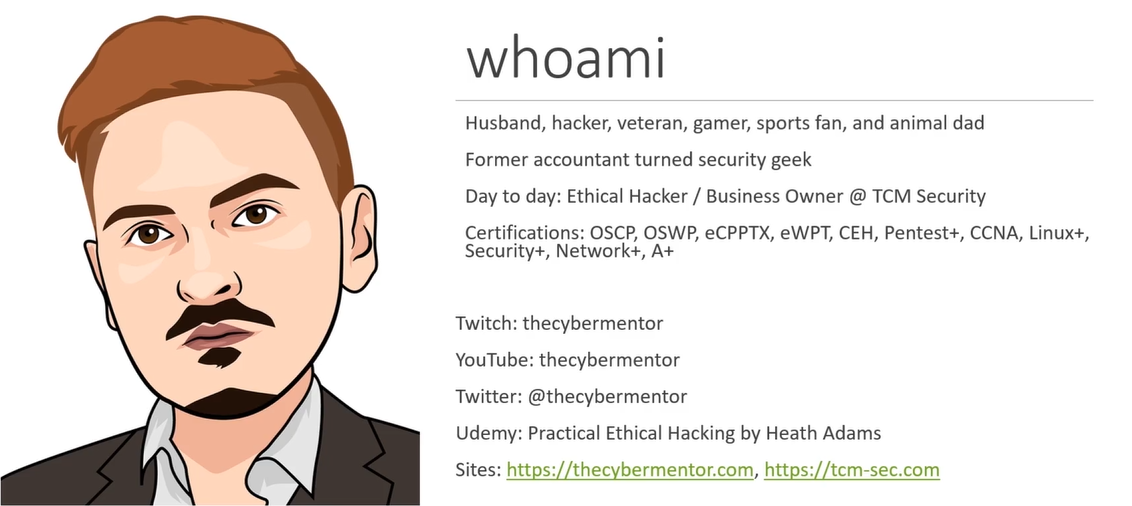 whoami
Husband, hacker, veteran, gamer, sports fan, and animal dad
Former accountant turned security geek
Day to day: Ethical Hacker / Business Owner @ TCM Security
Certifications: OSCP, OSWP, eCPPTX, eWPT, CEH, Pentest+, CCNA, Linux+,
Security+, Network+, A+
Twitch: thecybermentor
YouTube: thecybermentor
Twitter: @thecybermentor
Udemy: Practical Ethical Hacking by Heath Adams
Sites: https://thecybermentor.com, https://tcm-sec.com